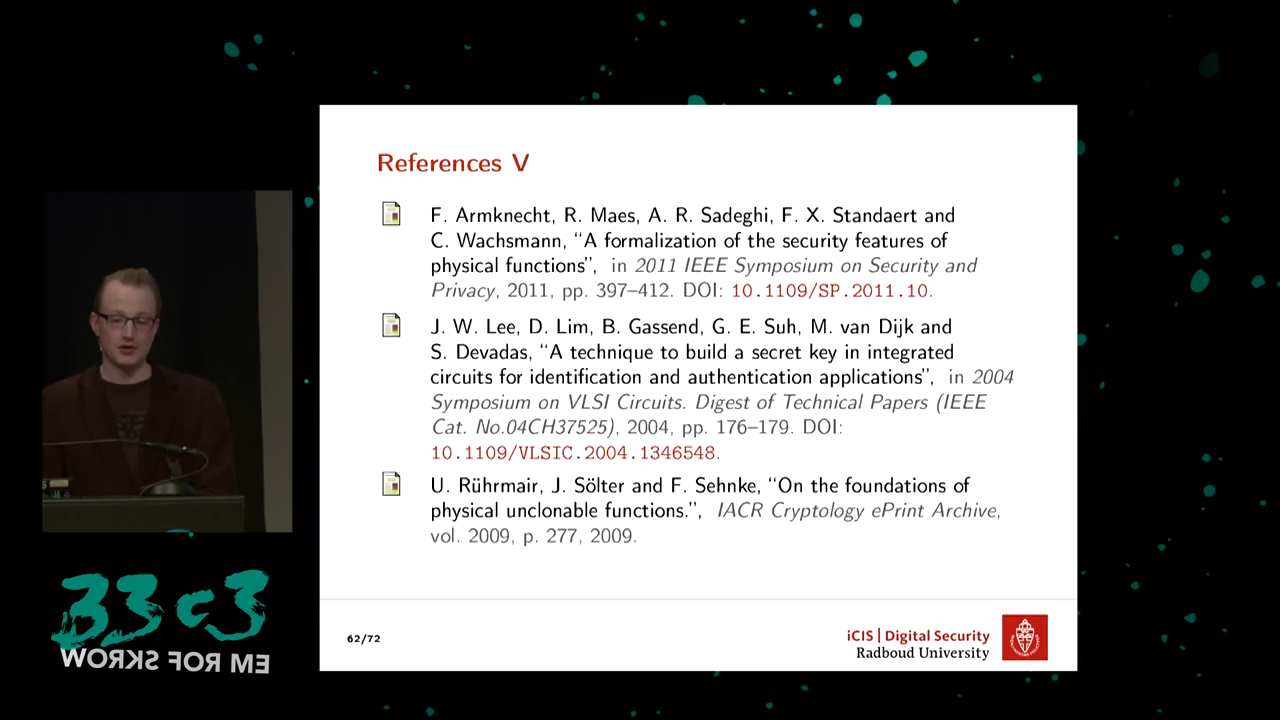 References V
F. Armknecht, R. Maes, A. R. Sadeghi, F. X. Standaert and
C. Wachsmann, “A formalization of the security features of
physical functions”, in 2011 IEEE Symposium on Security and
Privacy, 2011, pp. 397–412. DOI: 10.1109/SP.2011.10.
J. W. Lee, D. Lim, B. Gassend, G. E. Suh, M. van Dijk and
S. Devadas, “A technique to build a secret key in integrated
circuits for identification and authentication applications”, in 2004
Symposium on VLSI Circuits. Digest of Technical Papers (IEEE
Cat. No.04CH37525), 2004, pp. 176–179. DOI:
10.1109/VLSIC.2004.1346548.
U. Rührmair, J. Sölter and F. Sehnke, “On the foundations of
physical unclonable functions.”, IACR Cryptology ePrint Archive,
vol. 2009, p. 277, 2009.
62/72
iCIS | Digital Security
Radboud University
33c3
WORKS FOR ME